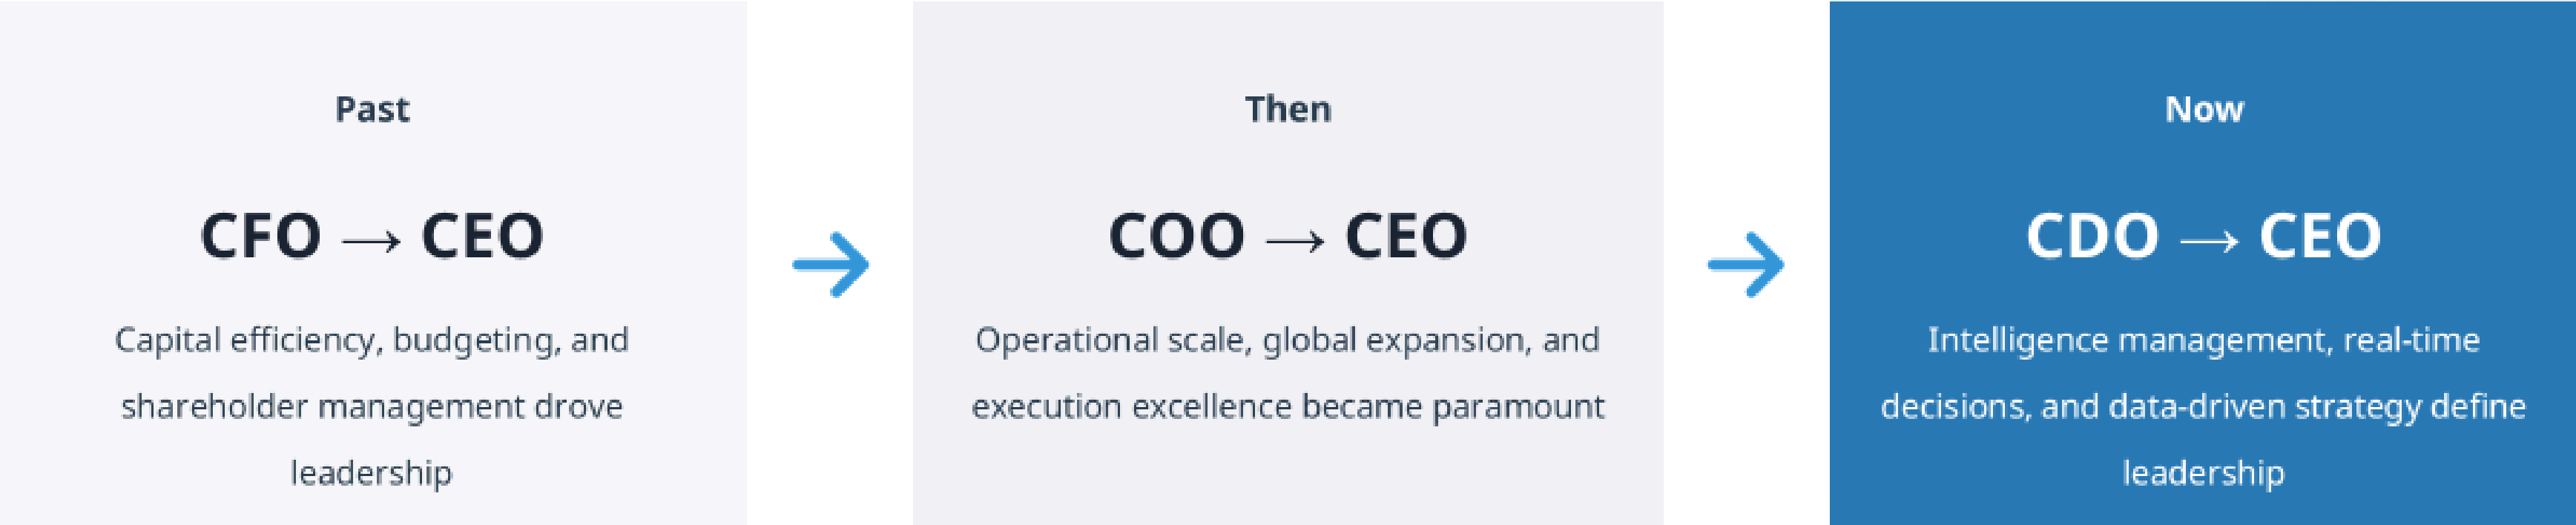 Past
CFO → CEO
Capital efficiency, budgeting, and
shareholder management drove
leadership
Then
COO → CEO
Operational scale, global expansion, and
execution excellence became paramount
Now
CDO → CEO
Intelligence management, real-time
decisions, and data-driven strategy define
leadership